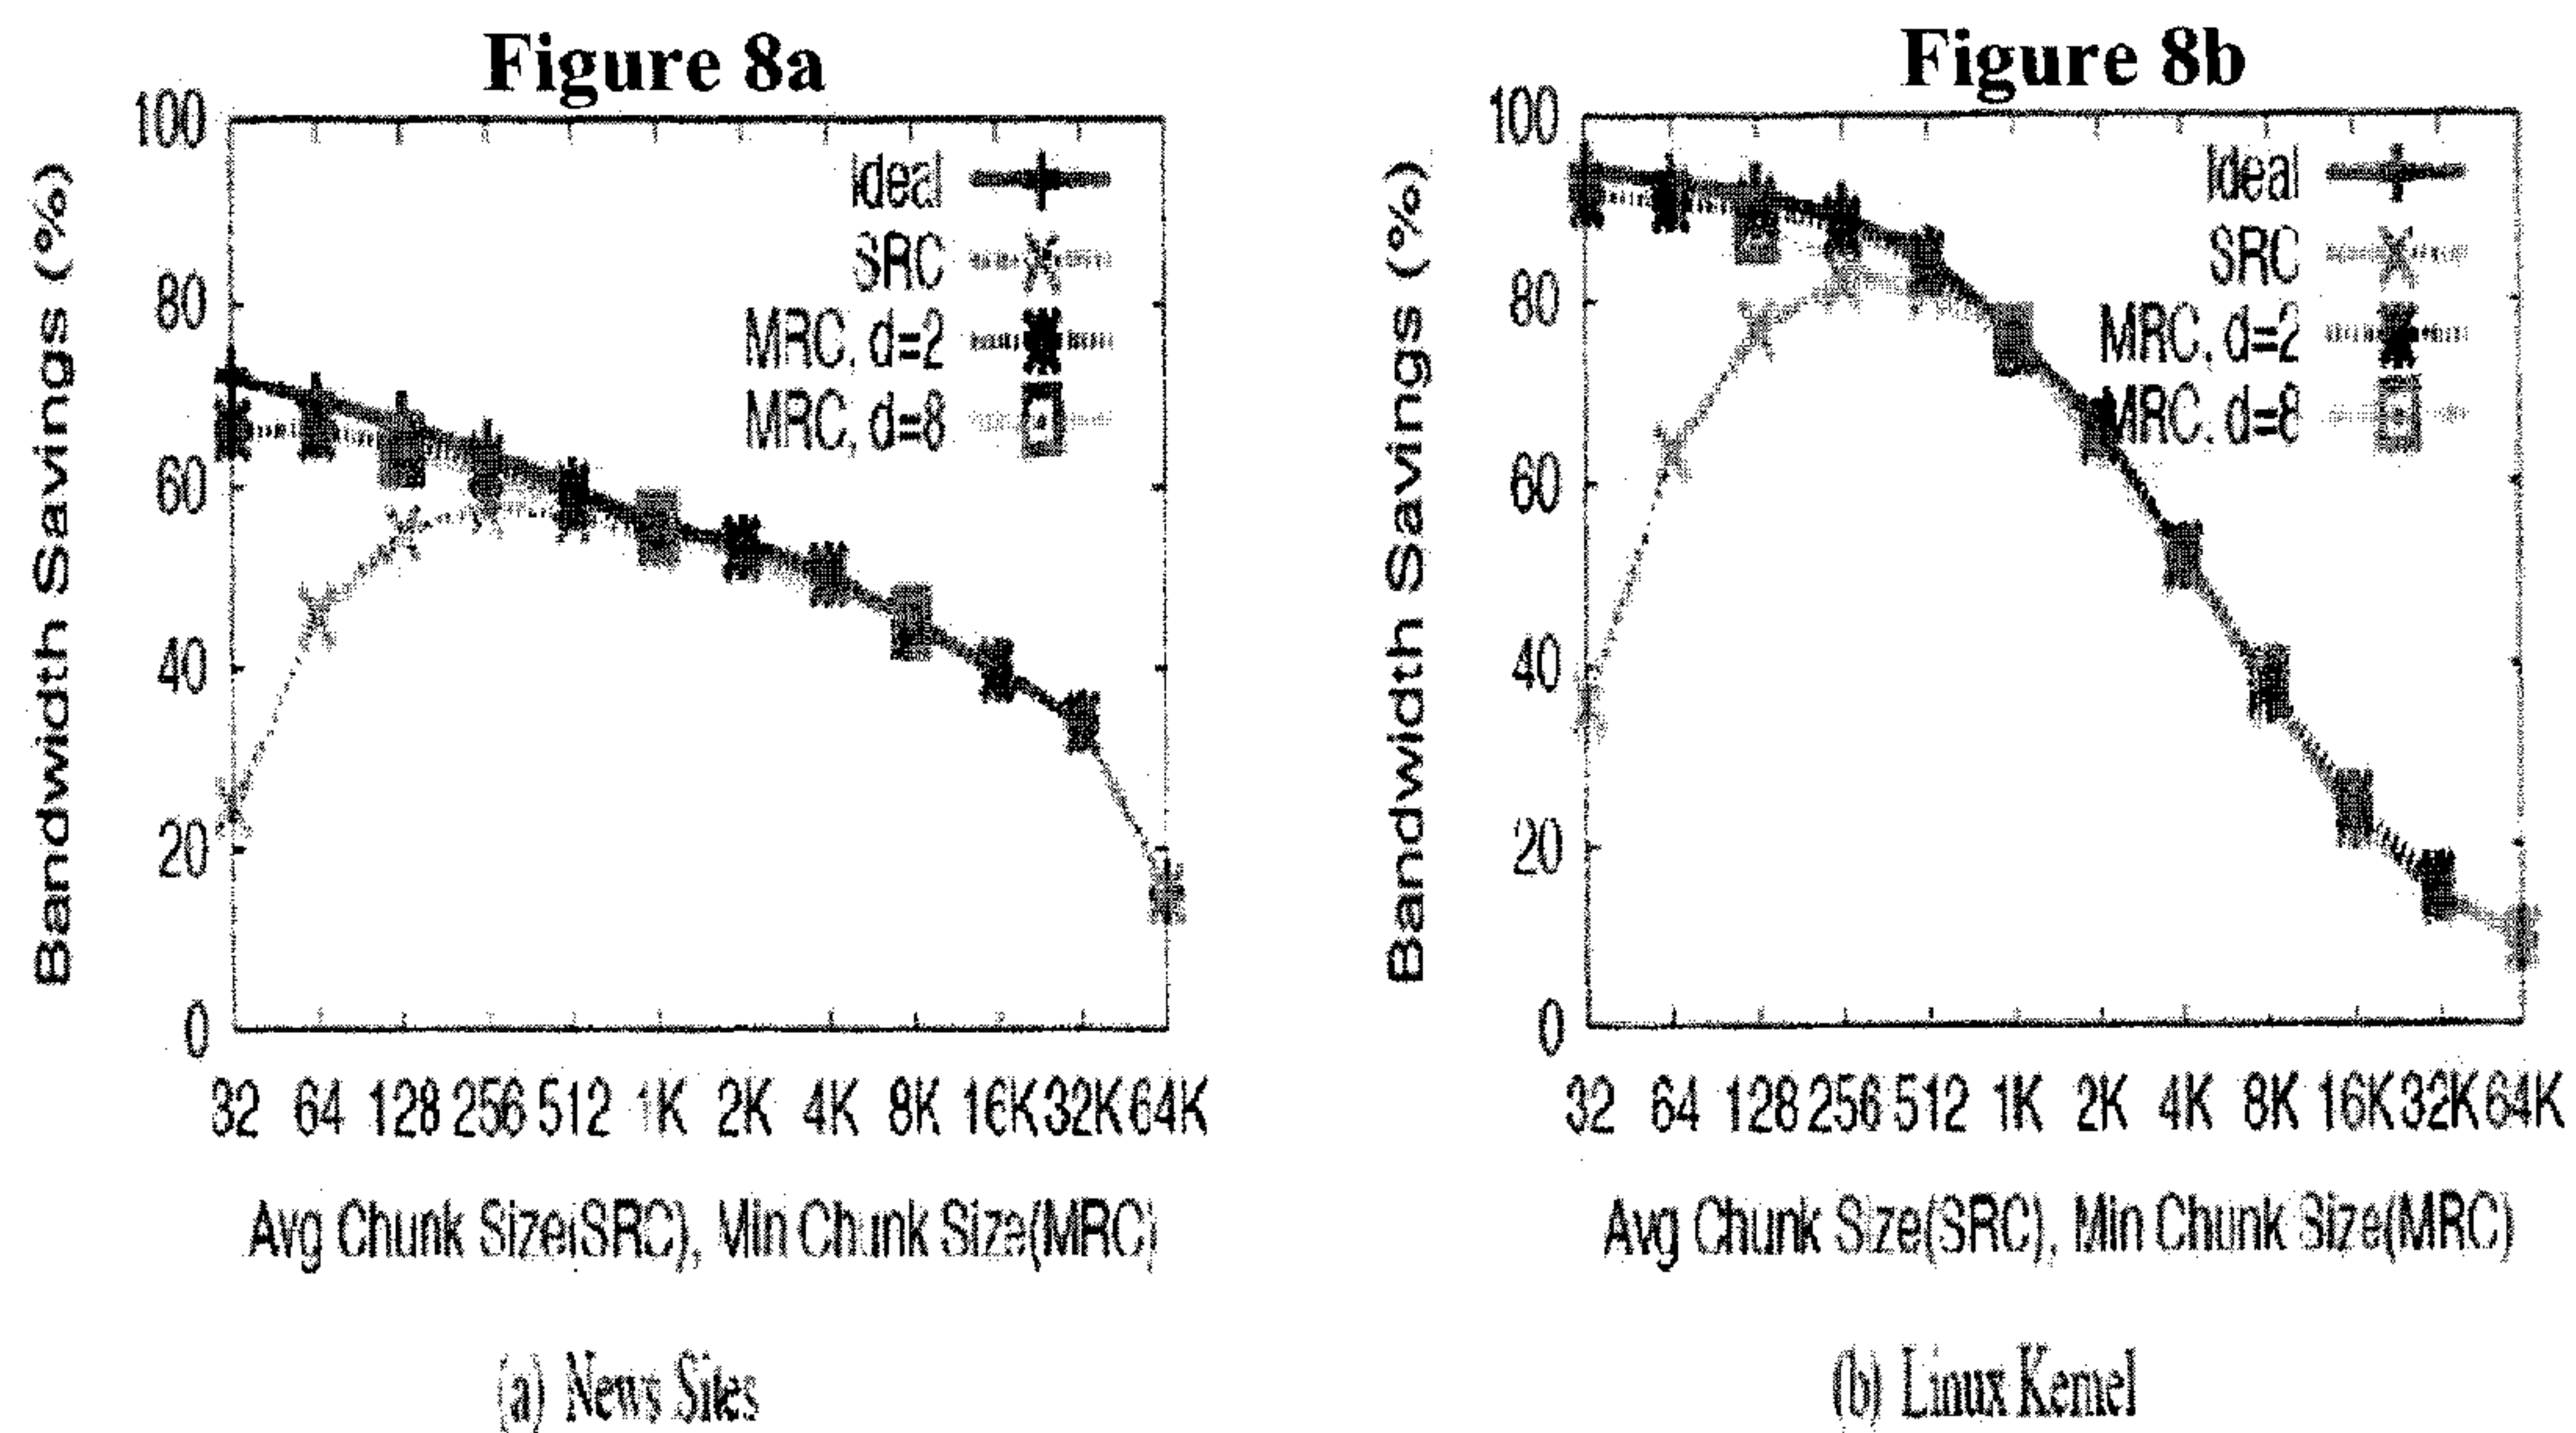 Figure 8a
Bandwidth Savings (%)
100
80
60
40
20
0
Ideal
SRC
MRC, d=2
MRC, d=8
32 64 128 256 512 1K 2K 4K 8K 16K 32K 64K
Avg Chunk Size(SRC), Min Chunk Size(MRC)
(a) News Sites
Figure 8b
Bandwidth Savings (%)
100
80
60
40
20
0
Ideal
SRC
MRC, d=2
MRC, d=8
32 64 128 256 512 1K 2K 4K 8K 16K 32K 64K
Avg Chunk Size(SRC), Min Chunk Size(MRC)
(b) Linux Kernel